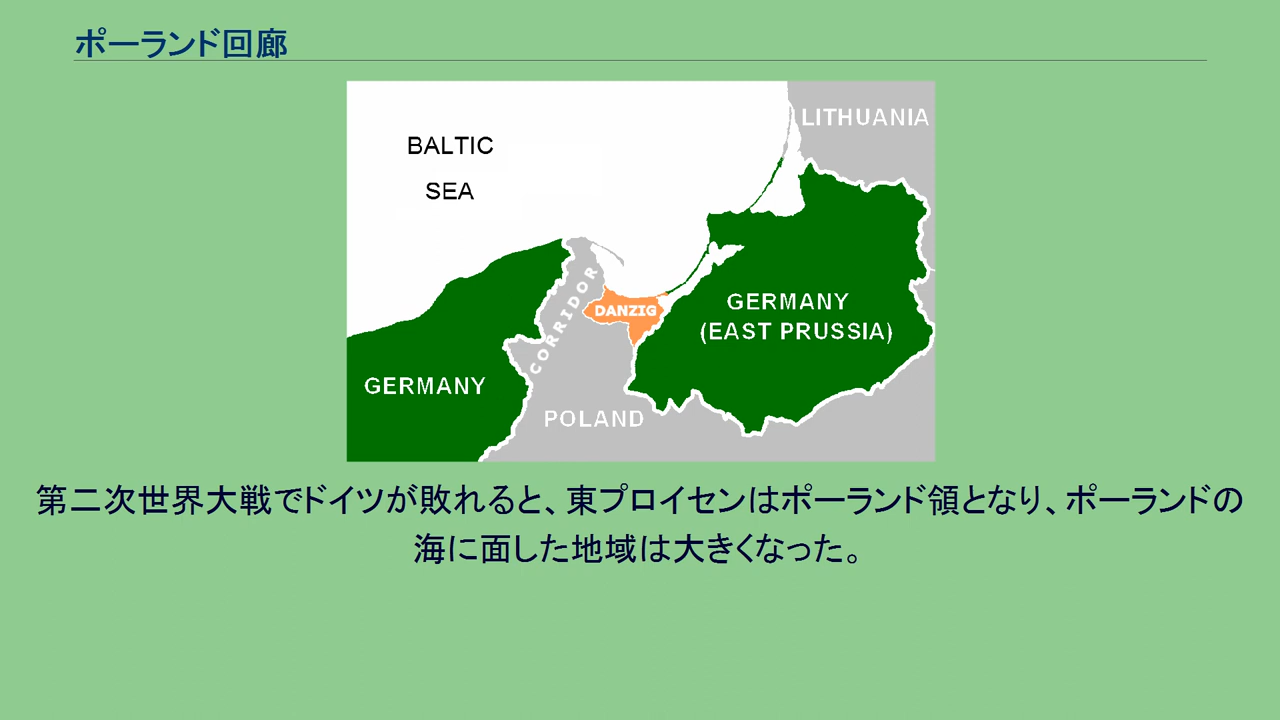 ポーランド回廊
BALTIC
SEA
LITHUANIA
CORRIDOR
DANZIG
GERMANY
(EAST PRUSSIA)
GERMANY
POLAND
第二次世界大戦でドイツが敗れると、東プロイセンはポーランド領となり、ポーランドの
海に面した地域は大きくなった。